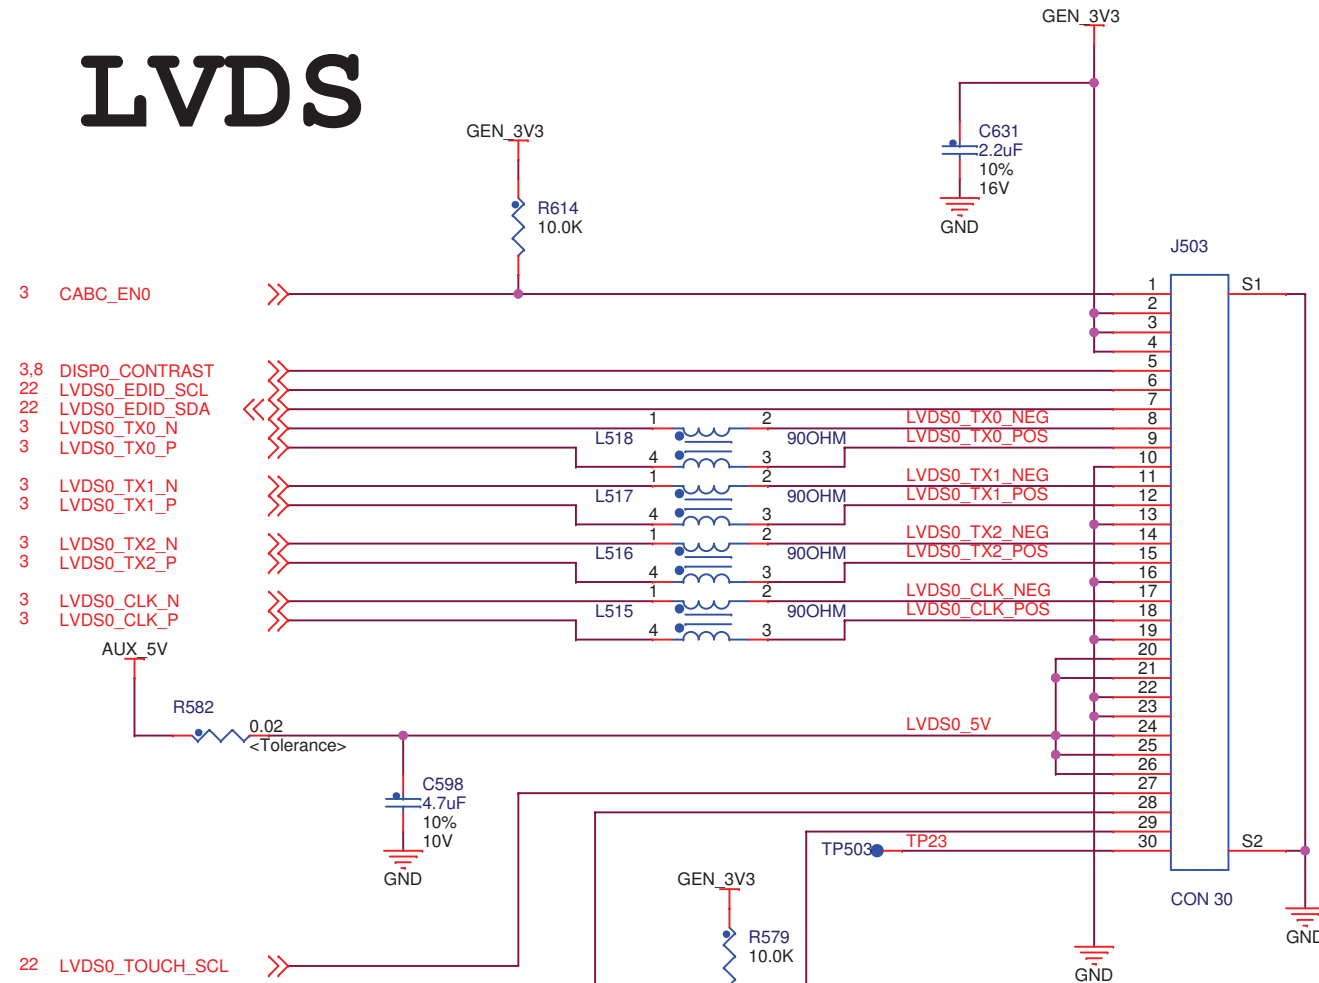 LVDS
GEN_3V3
GEN_3V3
C631
2.2uF
10%
16V
GND
R614
10.0K
J503
3 CABC_EN0 1 S1
2
3
4
3,8 DISP0_CONTRAST 5
22 LVDS0_EDID_SCL 6
22 LVDS0_EDID_SDA 7
3 LVDS0_TX0_N 1 2 LVDS0_TX0_NEG 8
L518 90OHM
3 LVDS0_TX0_P 4 3 LVDS0_TX0_POS 9
10
3 LVDS0_TX1_N 1 2 LVDS0_TX1_NEG 11
L517 90OHM
3 LVDS0_TX1_P 4 3 LVDS0_TX1_POS 12
13
3 LVDS0_TX2_N 1 2 LVDS0_TX2_NEG 14
L516 90OHM
3 LVDS0_TX2_P 4 3 LVDS0_TX2_POS 15
16
3 LVDS0_CLK_N 1 2 LVDS0_CLK_NEG 17
L515 90OHM
3 LVDS0_CLK_P 4 3 LVDS0_CLK_POS 18
19
AUX_5V 20
21
22
R582 23
0.02 LVDS0_5V 24
<Tolerance> 25
26
C598 27
4.7uF 28
10% 29
10V TP503 TP23 30 S2
GND
GEN_3V3
CON 30
R579
10.0K
GND
GND
22 LVDS0_TOUCH_SCL